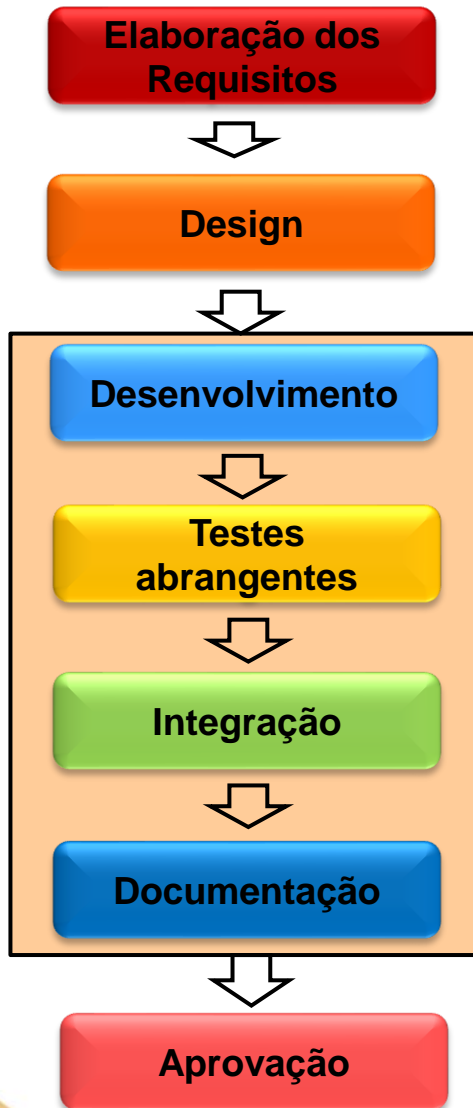 Elaboração dos
Requisitos
Design
Desenvolvimento
Testes
abrangentes
Integração
Documentação
Aprovação